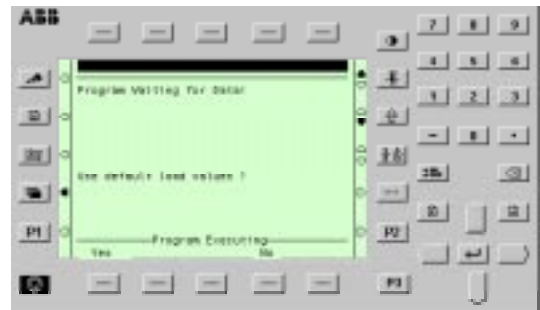 ABB
7 8 9
4 5 6
Program Waiting for Data!
1 2 3
- 0 .
Use default load values ?
P1
P2
Program Executing
Yes No
P3